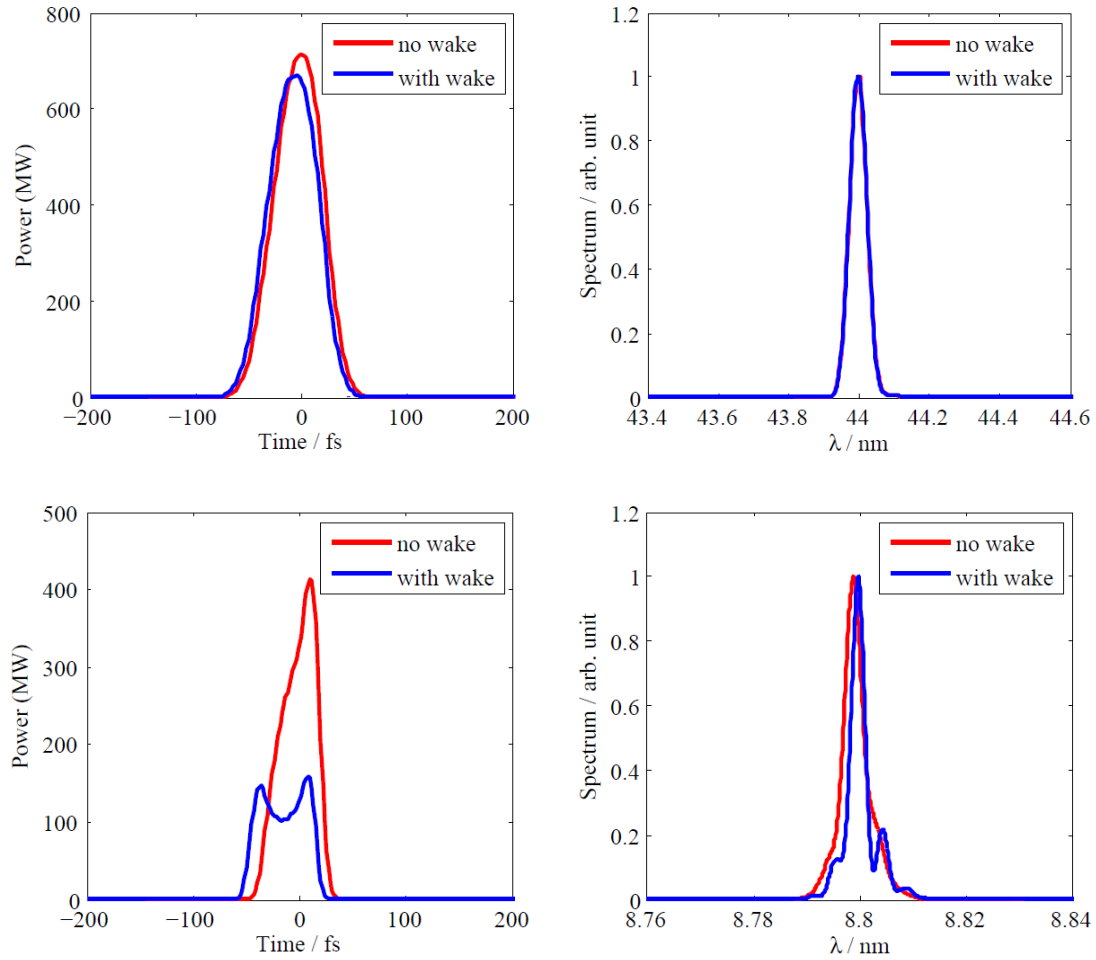 800
600
400
200
0
−200
−100
0
100
200
Power (MW)
Time / fs
no wake
with wake
1.2
1
0.8
0.6
0.4
0.2
0
43.4
43.6
43.8
44
44.2
44.4
44.6
Spectrum / arb. unit
λ / nm
no wake
with wake
500
400
300
200
100
0
−200
−100
0
100
200
Power (MW)
Time / fs
no wake
with wake
1.2
1
0.8
0.6
0.4
0.2
0
8.76
8.78
8.8
8.82
8.84
Spectrum / arb. unit
λ / nm
no wake
with wake